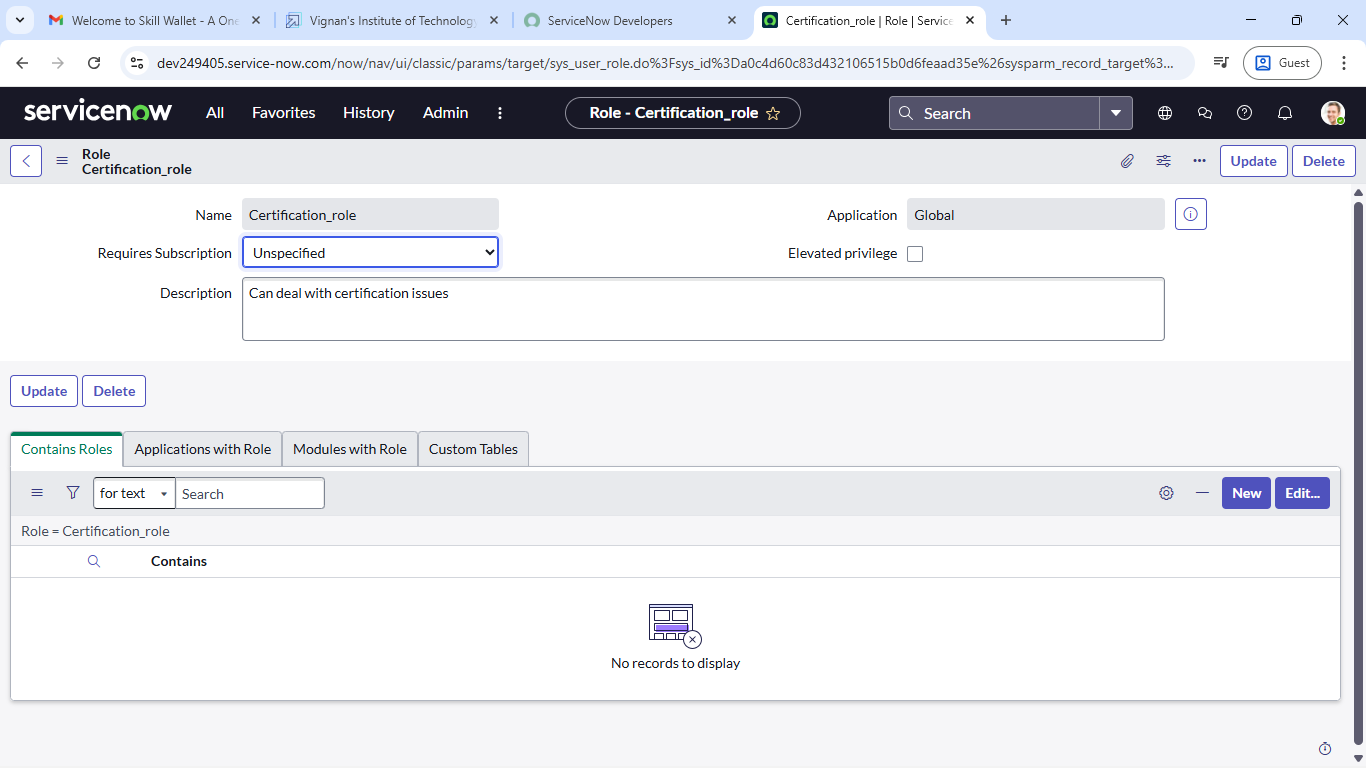 Welcome to Skill Wallet - A One
Vignan's Institute of Technology
ServiceNow Developers
Certification_role | Role | Service
dev249405.service-now.com/now/nav/ui/classic/params/target/sys_user_role.do%3Fsys_id%3Da0c4d60c83d432106515b0d6feaad35e%26sysparm_record_target%3...
Guest
servicenow
All
Favorites
History
Admin
Role - Certification_role
Search
Role
Certification_role
Update
Delete
Name
Certification_role
Application
Global
Requires Subscription
Unspecified
Elevated privilege
Description
Can deal with certification issues
Update
Delete
Contains Roles
Applications with Role
Modules with Role
Custom Tables
for text
Search
New
Edit...
Role = Certification_role
Contains
No records to display